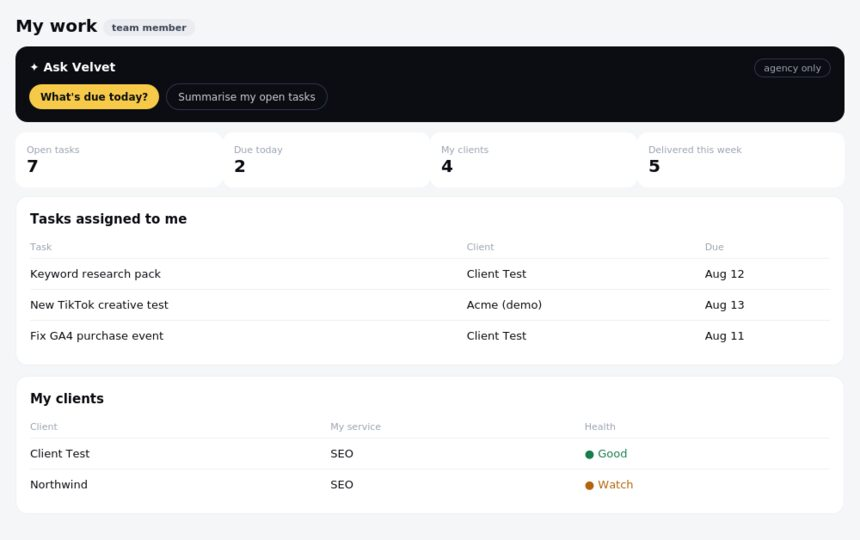 My work team member
✦ Ask Velvet agency only
What's due today? Summarise my open tasks
Open tasks Due today My clients Delivered this week
7 2 4 5
Tasks assigned to me
Task Client Due
Keyword research pack Client Test Aug 12
New TikTok creative test Acme (demo) Aug 13
Fix GA4 purchase event Client Test Aug 11
My clients
Client My service Health
Client Test SEO Good
Northwind SEO Watch